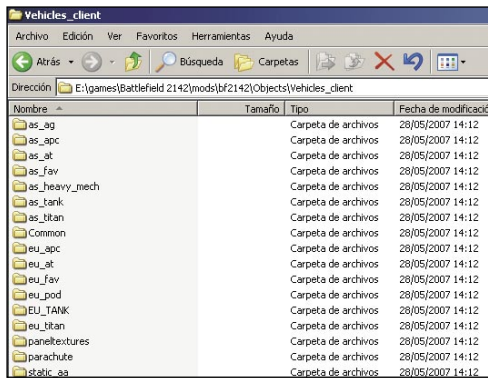 Vehicles_client
Archivo Edición Ver Favoritos Herramientas Ayuda
Atrás Búsqueda Carpetas
Dirección E:\games\Battlefield 2142\mods\bf2142\Objects\Vehicles_client
Nombre Tamaño Tipo Fecha de modificació
as_ag Carpeta de archivos 28/05/2007 14:12
as_apc Carpeta de archivos 28/05/2007 14:12
as_at Carpeta de archivos 28/05/2007 14:12
as_fav Carpeta de archivos 28/05/2007 14:12
as_heavy_mech Carpeta de archivos 28/05/2007 14:12
as_tank Carpeta de archivos 28/05/2007 14:12
as_titan Carpeta de archivos 28/05/2007 14:12
Common Carpeta de archivos 28/05/2007 14:12
eu_apc Carpeta de archivos 28/05/2007 14:12
eu_at Carpeta de archivos 28/05/2007 14:12
eu_fav Carpeta de archivos 28/05/2007 14:12
eu_pod Carpeta de archivos 28/05/2007 14:12
EU_TANK Carpeta de archivos 28/05/2007 14:12
eu_titan Carpeta de archivos 28/05/2007 14:12
paneltextures Carpeta de archivos 28/05/2007 14:12
parachute Carpeta de archivos 28/05/2007 14:12
static_aa Carpeta de archivos 28/05/2007 14:12